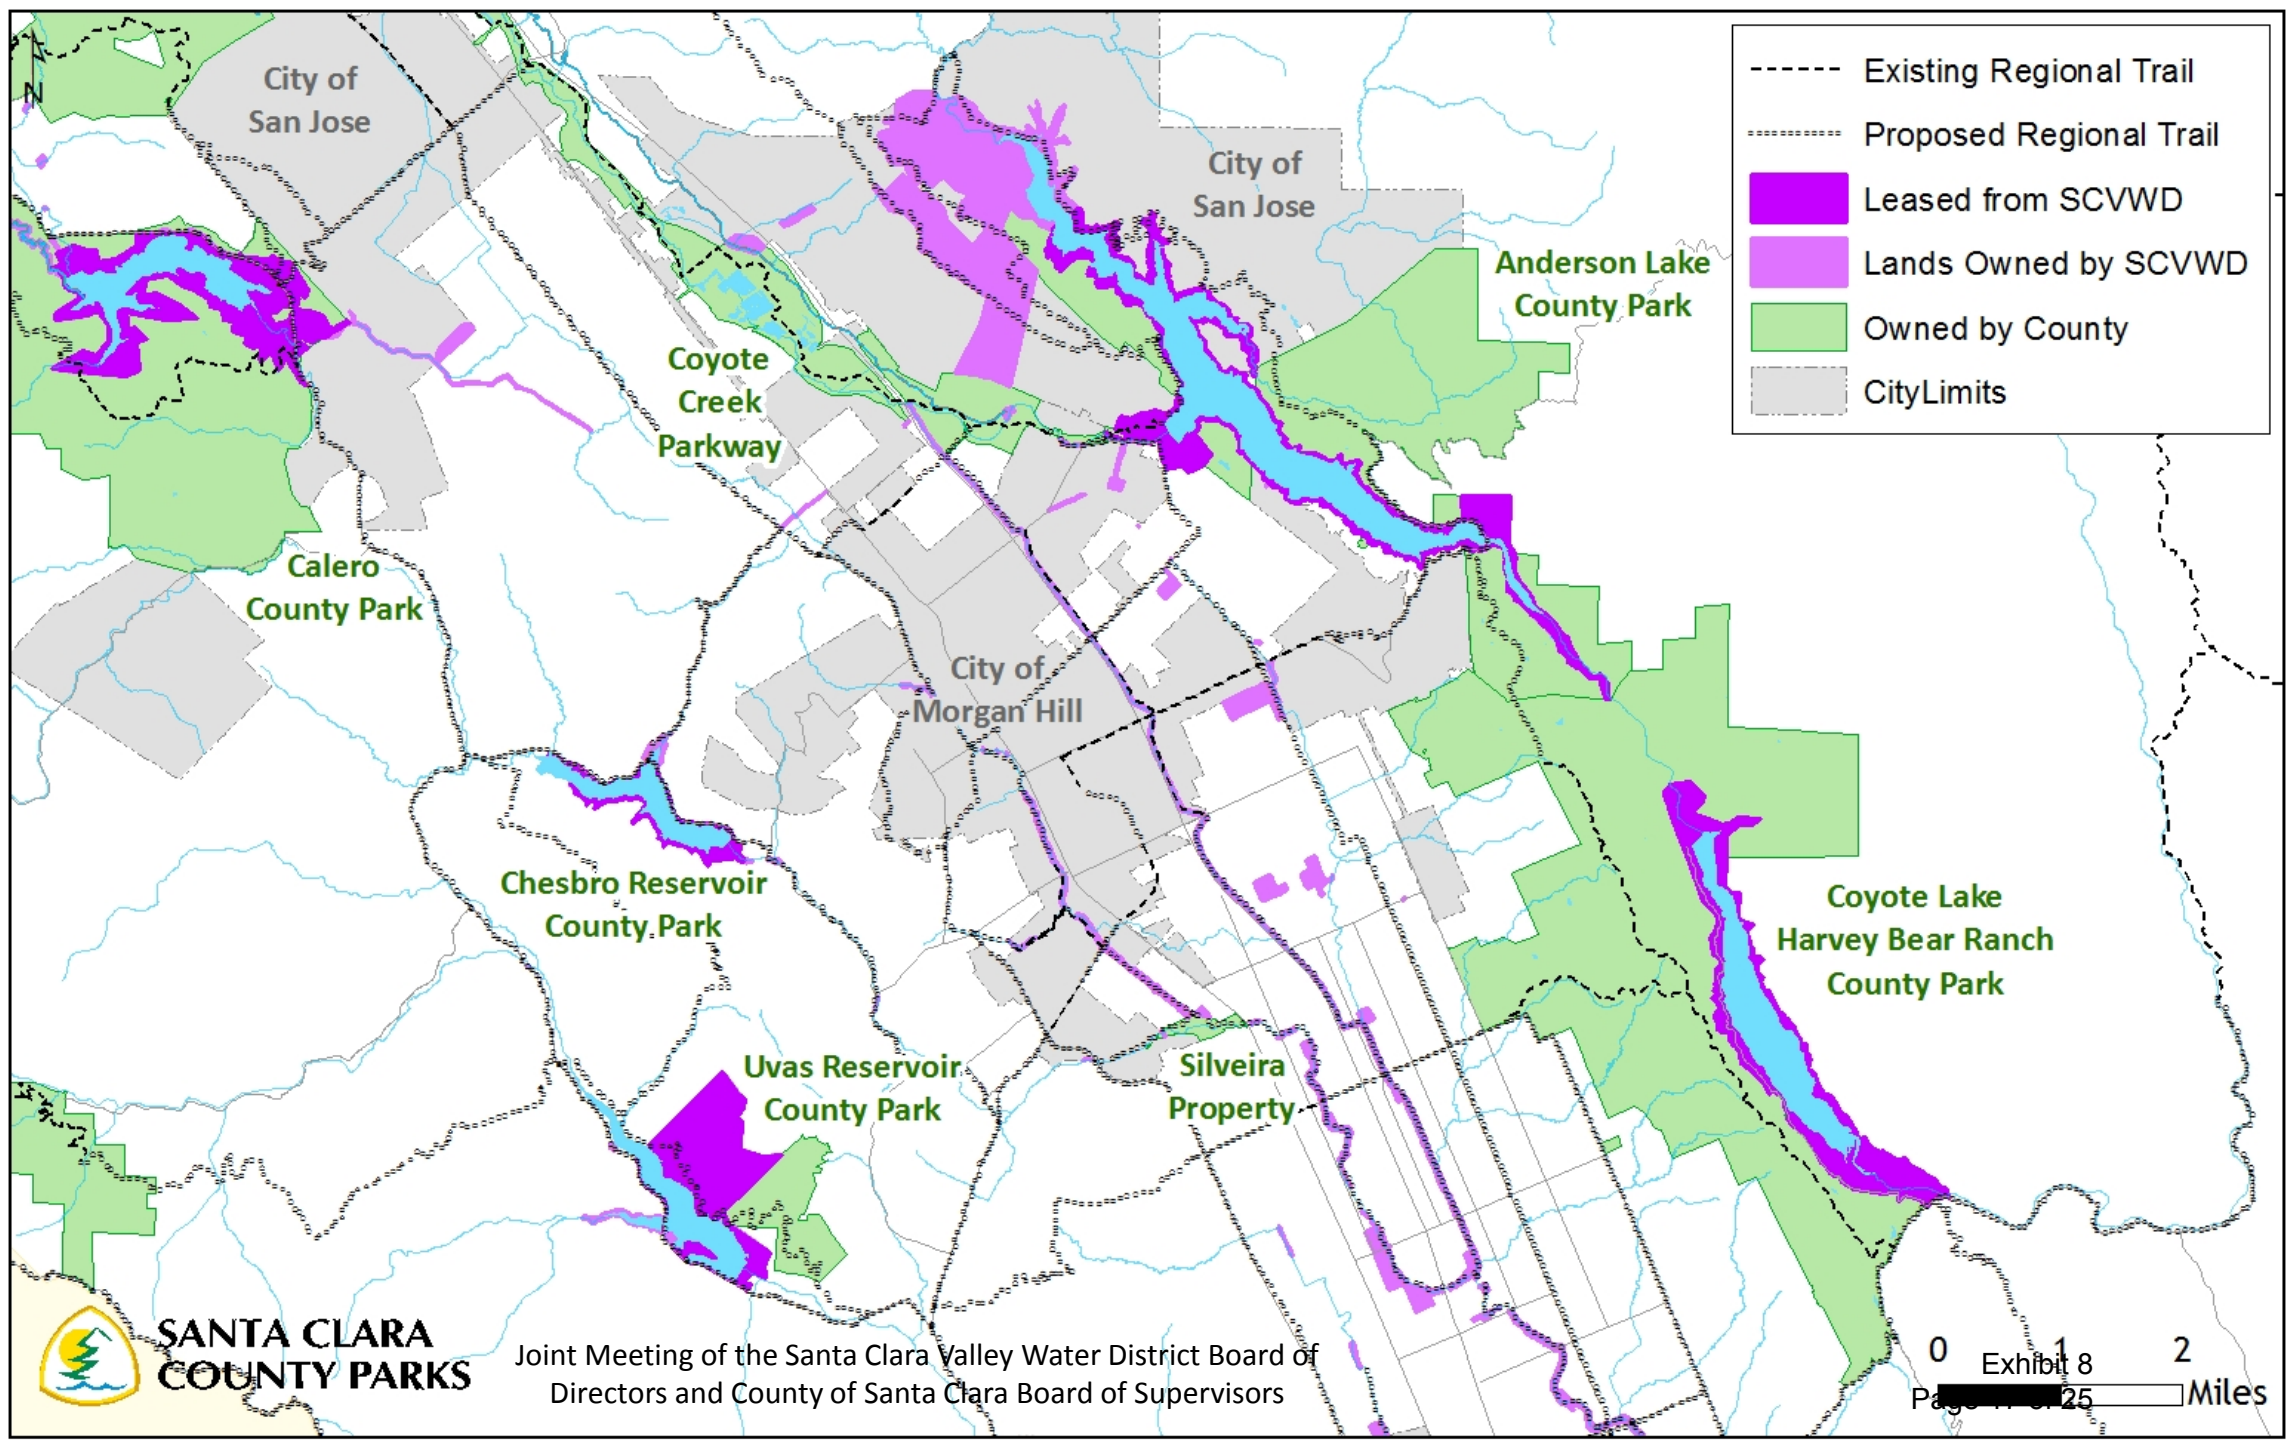 N
City of
San Jose
City of
San Jose
Existing Regional Trail
Proposed Regional Trail
Leased from SCVWD
Lands Owned by SCVWD
Owned by County
CityLimits
Anderson Lake
County Park
Coyote
Creek
Parkway
Calero
County Park
City of
Morgan Hill
Chesbro Reservoir
County Park
Coyote Lake
Harvey Bear Ranch
County Park
Uvas Reservoir
County Park
Silveira
Property
SANTA CLARA
COUNTY PARKS
Joint Meeting of the Santa Clara Valley Water District Board of
Directors and County of Santa Clara Board of Supervisors
0 1 2
Miles
Exhibit 8
of 25